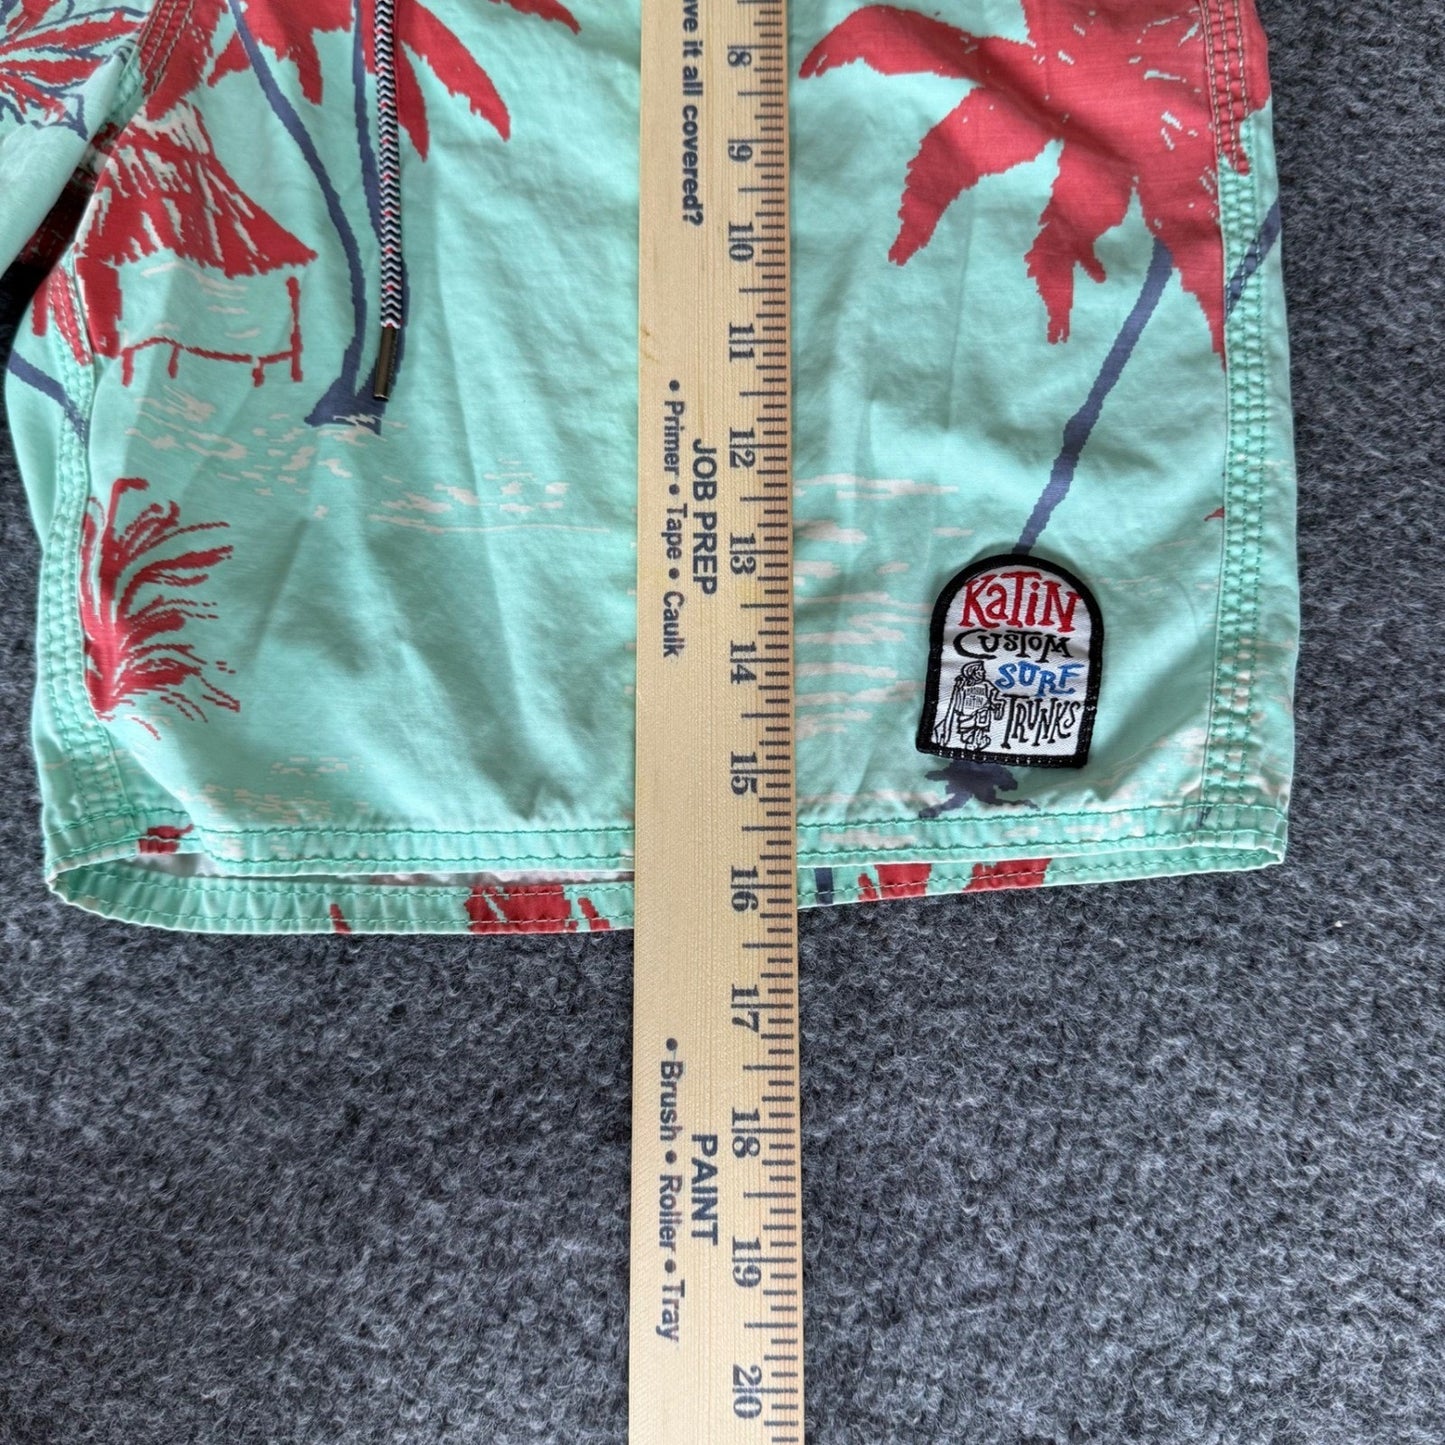 ave it all covered?
8
9
10
11
12
13
14
15
16
17
18
19
20
JOB PREP
• Primer • Tape • Caulk
PAINT
• Brush • Roller • Tray
KATIN
CUSTOM
SURF
TRUNKS